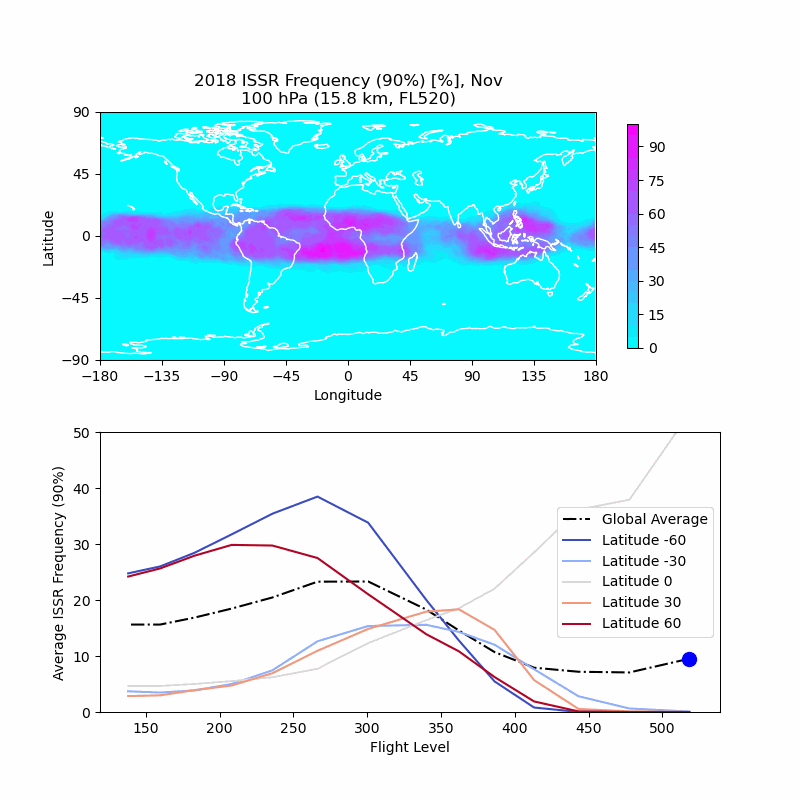 2018 ISSR Frequency (90%) [%], Nov
100 hPa (15.8 km, FL520)
90
45
0
−45
−90
Latitude
−180 −135 −90 −45 0 45 90 135 180
Longitude
90
75
60
45
30
15
0
50
40
30
20
10
0
Average ISSR Frequency (90%)
Global Average
Latitude -60
Latitude -30
Latitude 0
Latitude 30
Latitude 60
150 200 250 300 350 400 450 500
Flight Level